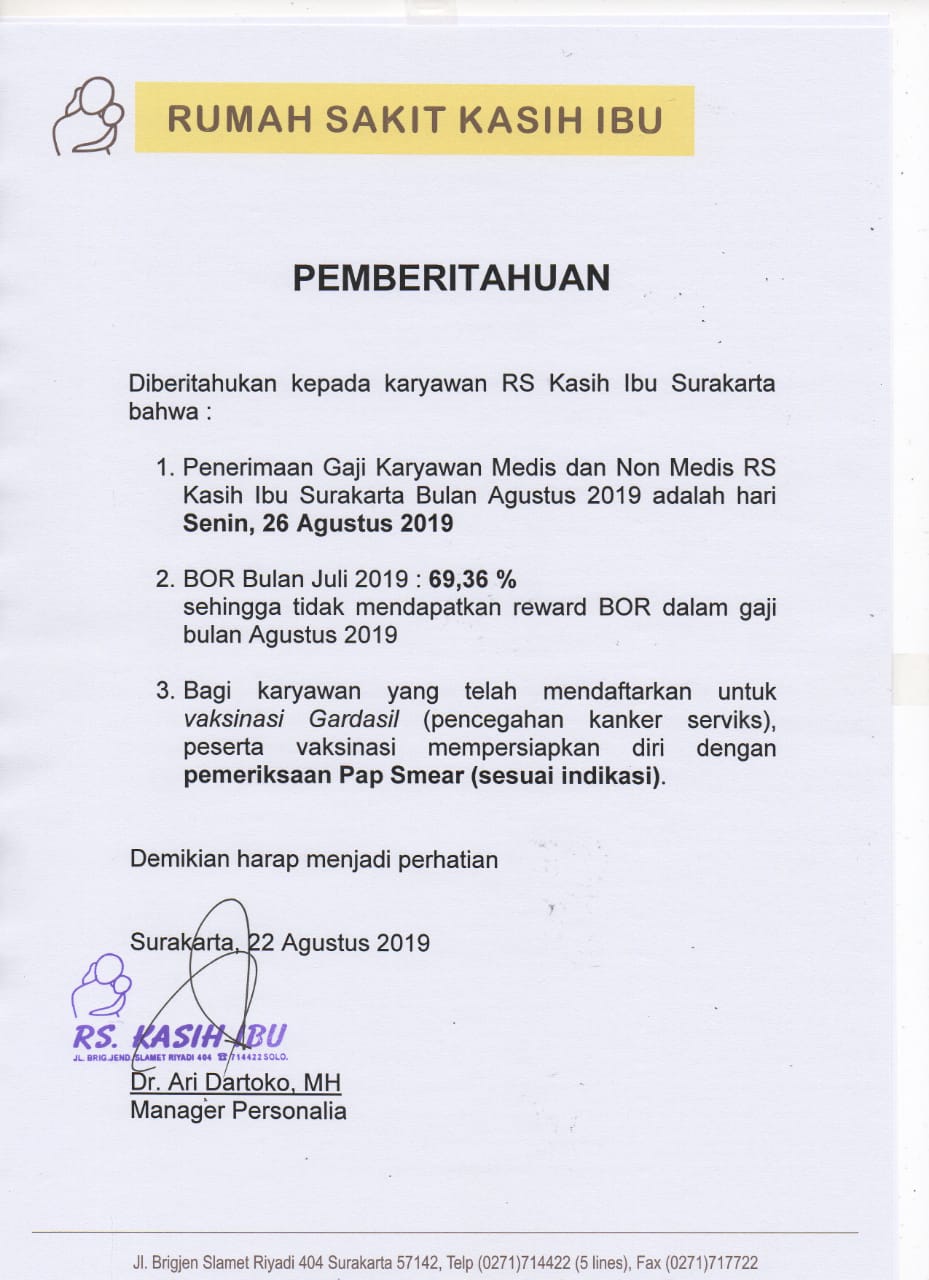 RUMAH SAKIT KASIH IBU
PEMBERITAHUAN
Diberitahukan kepada karyawan RS Kasih Ibu Surakarta
bahwa :
1. Penerimaan Gaji Karyawan Medis dan Non Medis RS
Kasih Ibu Surakarta Bulan Agustus 2019 adalah hari
Senin, 26 Agustus 2019
2. BOR Bulan Juli 2019 : 69,36 %
sehingga tidak mendapatkan reward BOR dalam gaji
bulan Agustus 2019
3. Bagi karyawan yang telah mendaftarkan untuk
vaksinasi Gardasil (pencegahan kanker serviks),
peserta vaksinasi mempersiapkan diri dengan
pemeriksaan Pap Smear (sesuai indikasi).
Demikian harap menjadi perhatian
Surakarta, 22 Agustus 2019
RS. KASIH IBU
JL. BRIG.JEND. SLAMET RIYADI 404 ☎ 714422 SOLO.
Dr. Ari Dartoko, MH
Manager Personalia
Jl. Brigjen Slamet Riyadi 404 Surakarta 57142, Telp (0271)714422 (5 lines), Fax (0271)717722